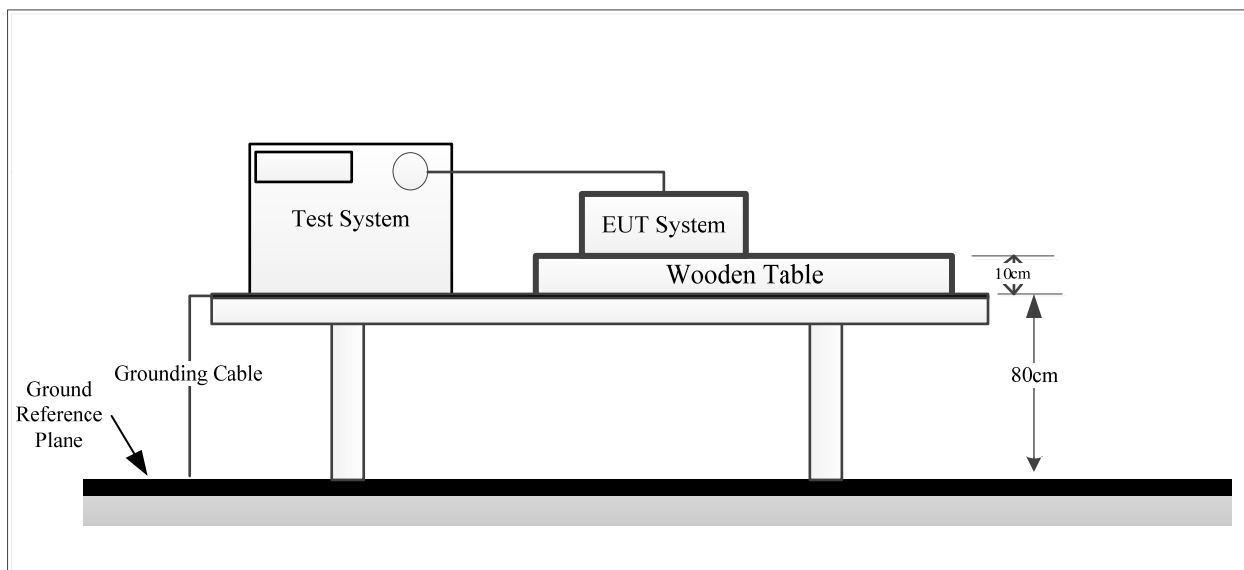 Test System
EUT System
Wooden Table
10cm
Grounding Cable
80cm
Ground
Reference
Plane